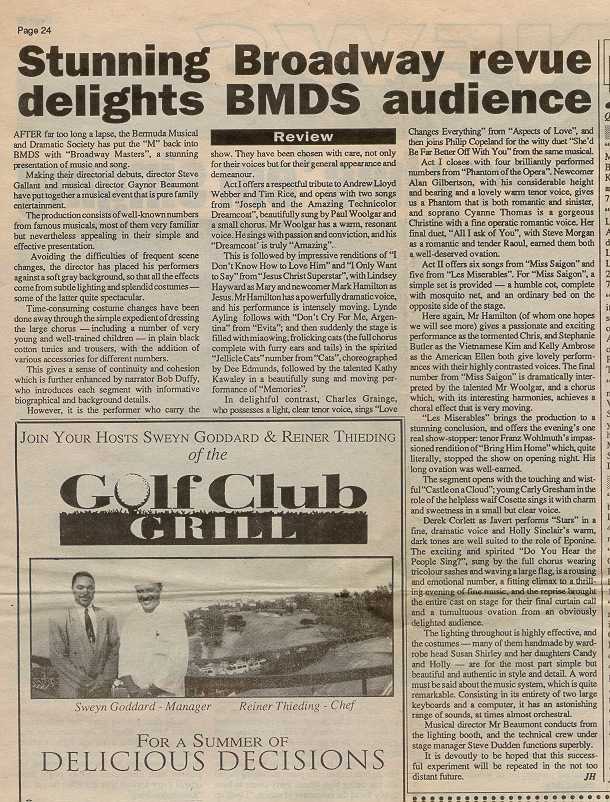 Page 24
Stunning Broadway revue
delights BMDS audience
AFTER far too long a lapse, the Bermuda Musical
and Dramatic Society has put the "M" back into
BMDS with "Broadway Masters", a stunning
presentation of music and song.
Making their directorial debuts, director Steve
Gallant and musical director Gaynor Beaumont
have put together a musical event that is pure family
entertainment.
The production consists of well-known numbers
from famous musicals, most of them very familiar
but nevertheless appealing in their simple and
effective presentation.
Avoiding the difficulties of frequent scene
changes, the director has placed his performers
against a soft gray background, so that all the effects
come from subtle lighting and splendid costumes —
some of the latter quite spectacular.
Time-consuming costume changes have been
done away through the simple expedient of dressing
the large chorus — including a number of very
young and well-trained children — in plain black
cotton tunics and trousers, with the addition of
various accessories for different numbers.
This gives a sense of continuity and cohesion
which is further enhanced by narrator Bob Duffy,
who introduces each segment with informative
biographical and background details.
However, it is the performer who carry the
Review
show. They have been chosen with care, not only
for their voices but for their general appearance and
demeanour.
Act I offers a respectful tribute to Andrew Lloyd
Webber and Tim Rice, and opens with two songs
from "Joseph and the Amazing Technicolor
Dreamcoat", beautifully sung by Paul Woolgar and
a small chorus. Mr Woolgar has a warm, resonant
voice. He sings with passion and conviction, and his
"Dreamcoat' is truly "Amazing".
This is followed by impressive renditions of "I
Don't Know How to Love Him" and "I Only Want
to Say" from "Jesus Christ Superstar", with Lindsey
Hayward as Mary and newcomer Mark Hamilton as
Jesus. Mr Hamilton has a powerfully dramatic voice,
and his performance is intensely moving. Lynde
Ayling follows with "Don't Cry For Me, Argen-
tina" from "Evita"; and then suddenly the stage is
filled with miaowing, frolicking cats (the full chorus
complete with furry ears and tails) in the spirited
"Jellicle Cats" number from "Cats", choreographed
by Dee Edmunds, followed by the talented Kathy
Kawaley in a beautifully sung and moving per-
formance of "Memories".
In delightful contrast, Charles Grainge,
who possesses a light, clear tenor voice, sings "Love
Changes Everything" from "Aspects of Love", and
then joins Philip Copeland for the witty duet "She'd
Be Far Better Off With You" from the same musical.
Act I closes with four brilliantly performed
numbers from "Phantom of the Opera". Newcomer
Alan Gilbertson, with his considerable height
and bearing and a lovely warm tenor voice, gives
us a Phantom that is both romantic and sinister,
and soprano Cyanne Thomas is a gorgeous
Christine with a fine operatic romantic voice. Her
final duet, "All I ask of You", with Steve Morgan
as a romantic and tender Raoul, earned them both
a well-deserved ovation.
Act II offers six songs from "Miss Saigon" and
five from "Les Miserables". For "Miss Saigon", a
simple set is provided — a humble cot, complete
with mosquito net, and an ordinary bed on the
opposite side of the stage.
Here again, Mr Hamilton (of whom one hopes
we will see more) gives a passionate and exciting
performance as the tormented Chris, and Stephanie
Butler as the Vietnamese Kim and Kelly Ambrose
as the American Ellen both give lovely perform-
ances with their highly contrasted voices. The final
number from "Miss Saigon" is dramatically inter-
preted by the talented Mr Woolgar, and a chorus
which, with its interesting harmonies, achieves a
choral effect that is very moving.
"Les Miserables" brings the production to a
stunning conclusion, and offers the evening's one
real show-stopper: tenor Franz Wohlmuth's impas-
sioned rendition of "Bring Him Home" which, quite
literally, stopped the show on opening night. His
long ovation was well-earned.
The segment opens with the touching and wist-
ful "Castle on a Cloud"; young Carly Gresham in the
role of the helpless waif Cosette sings it with charm
and sweetness in a small but clear voice.
Derek Corlett as Javert performs "Stars" in a
fine, dramatic voice and Holly Sinclair's warm,
dark tones are well suited to the role of Eponine.
The exciting and spirited "Do You Hear the
People Sing?", sung by the full chorus wearing
tricolour sashes and waving a large flag, is a rousing
and emotional number, a fitting climax to a thrill-
ing evening of fine music, and the reprise brought
the entire cast on stage for their final curtain call
and a tumultuous ovation from an obviously
delighted audience.
The lighting throughout is highly effective, and
the costumes — many of them handmade by ward-
robe head Susan Shirley and her daughters Candy
and Holly — are for the most part simple but
beautiful and authentic in style and detail. A word
must be said about the music system, which is quite
remarkable. Consisting in its entirety of two large
keyboards and a computer, it has an astonishing
range of sounds, at times almost orchestral.
Musical director Mr Beaumont conducts from
the lighting booth, and the technical crew under
stage manager Steve Dudden functions superbly.
It is devoutly to be hoped that this success-
ful experiment will be repeated in the not too
distant future. JH
JOIN YOUR HOSTS SWEYN GODDARD & REINER THIEDING
of the
Golf Club
GRILL
Sweyn Goddard - Manager Reiner Thieding - Chef
FOR A SUMMER OF
DELICIOUS DECISIONS